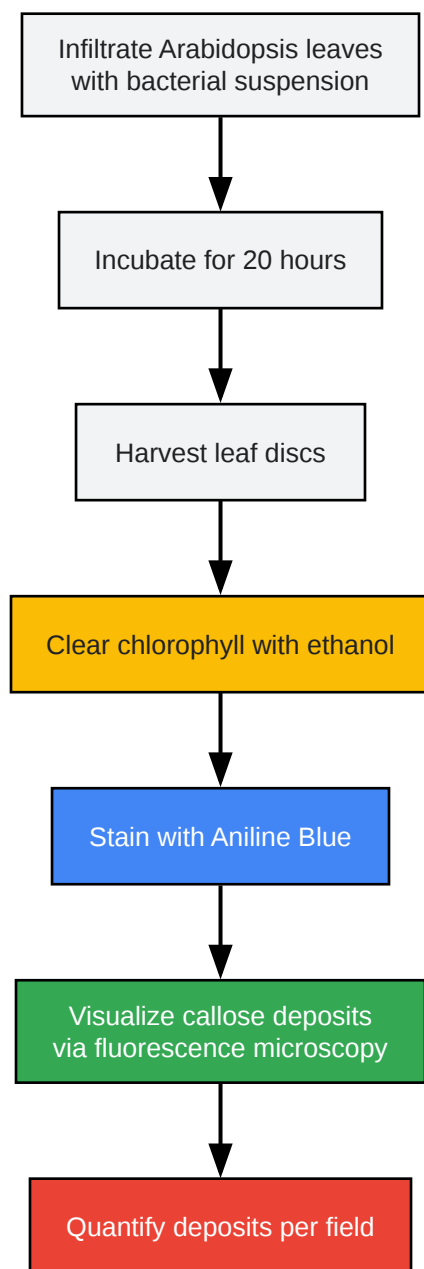 Infiltrate Arabidopsis leaves
with bacterial suspension
Incubate for 20 hours
Harvest leaf discs
Clear chlorophyll with ethanol
Stain with Aniline Blue
Visualize callose deposits
via fluorescence microscopy
Quantify deposits per field